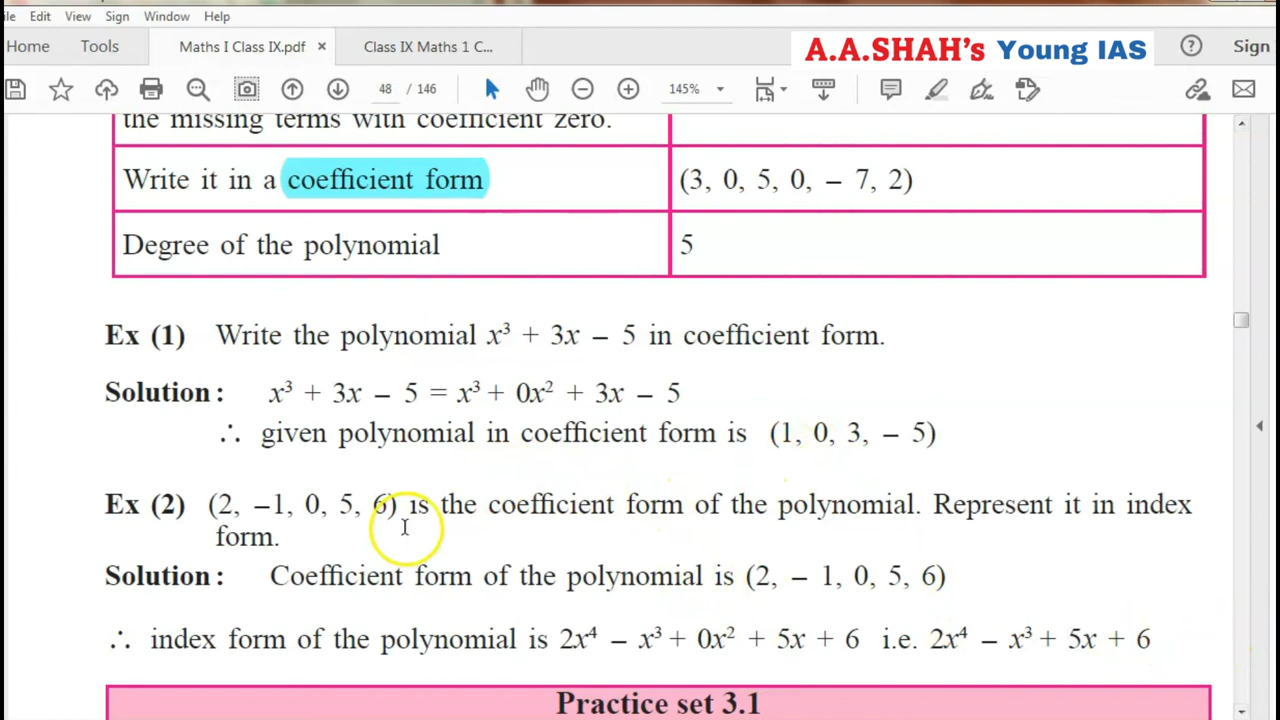 ile Edit View Sign Window Help
Home Tools Maths I Class IX.pdf × Class IX Maths 1 C... A.A.SHAH's Young IAS Sign
48 / 146 145%
the missing terms with coefficient zero.
Write it in a coefficient form (3, 0, 5, 0, – 7, 2)
Degree of the polynomial 5
Ex (1) Write the polynomial x³ + 3x – 5 in coefficient form.
Solution : x³ + 3x – 5 = x³ + 0x² + 3x – 5
∴ given polynomial in coefficient form is (1, 0, 3, – 5)
Ex (2) (2, –1, 0, 5, 6) is the coefficient form of the polynomial. Represent it in index
form.
Solution : Coefficient form of the polynomial is (2, – 1, 0, 5, 6)
∴ index form of the polynomial is 2x⁴ – x³ + 0x² + 5x + 6 i.e. 2x⁴ – x³ + 5x + 6
Practice set 3.1